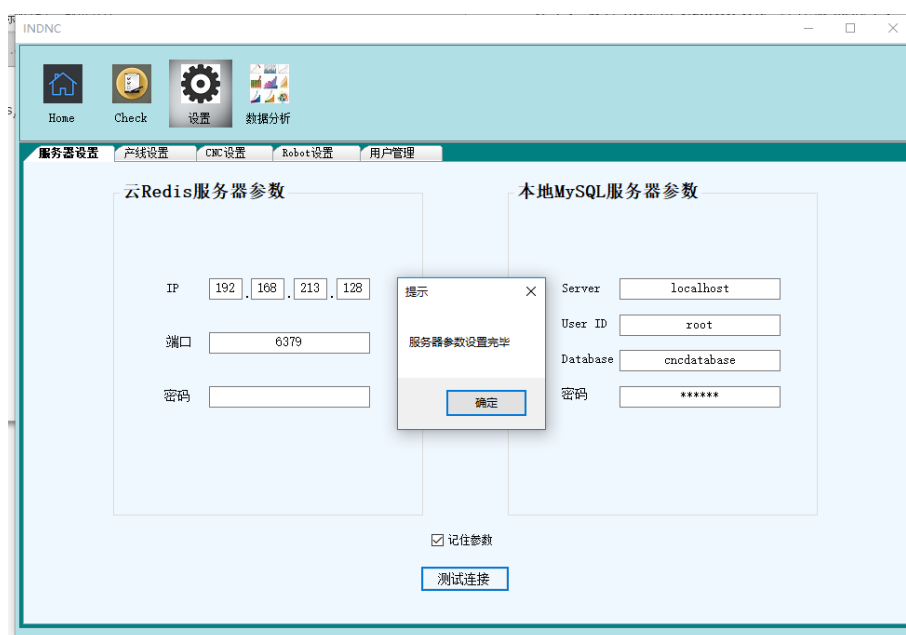 INDNC
Home Check 设置 数据分析
服务器设置 产线设置 CNC设置 Robot设置 用户管理
云Redis服务器参数
IP 192 . 168 . 213 . 128
端口 6379
密码
本地MySQL服务器参数
Server localhost
User ID root
Database cncdatabase
密码 ******
提示
服务器参数设置完毕
确定
记住参数
测试连接